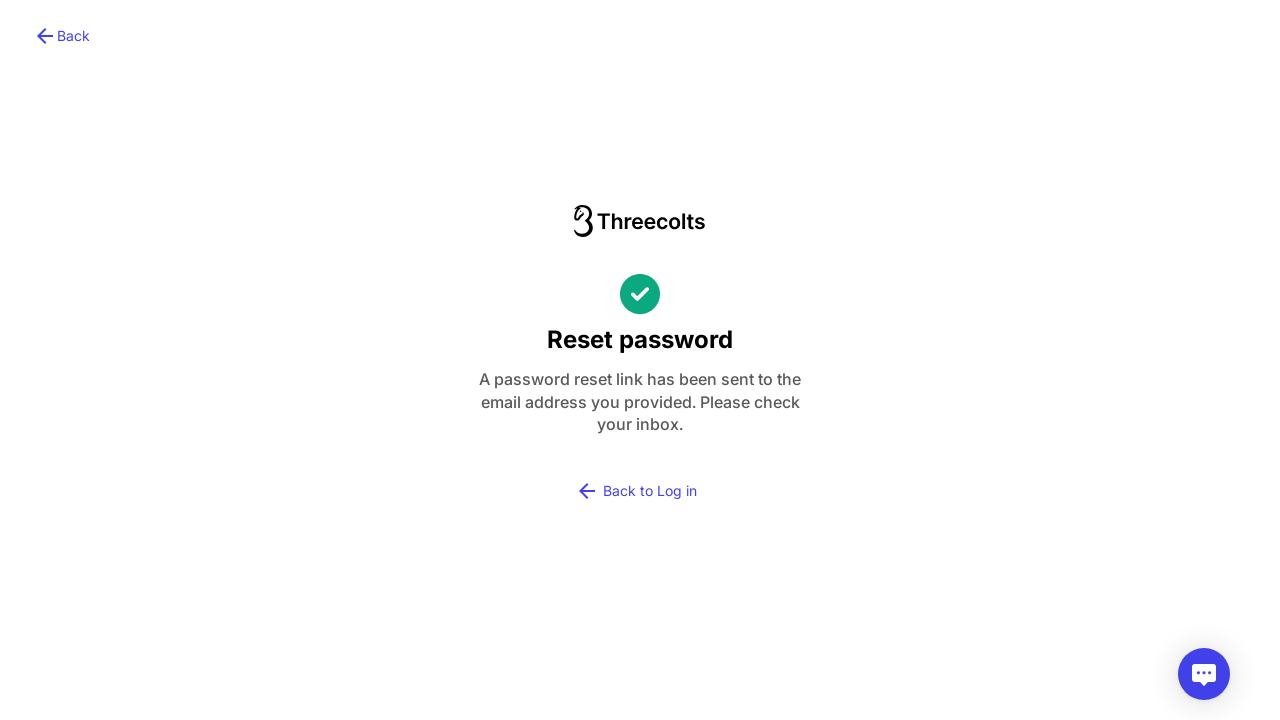 Back
Threecolts
Reset password
A password reset link has been sent to the
email address you provided. Please check
your inbox.
Back to Log in